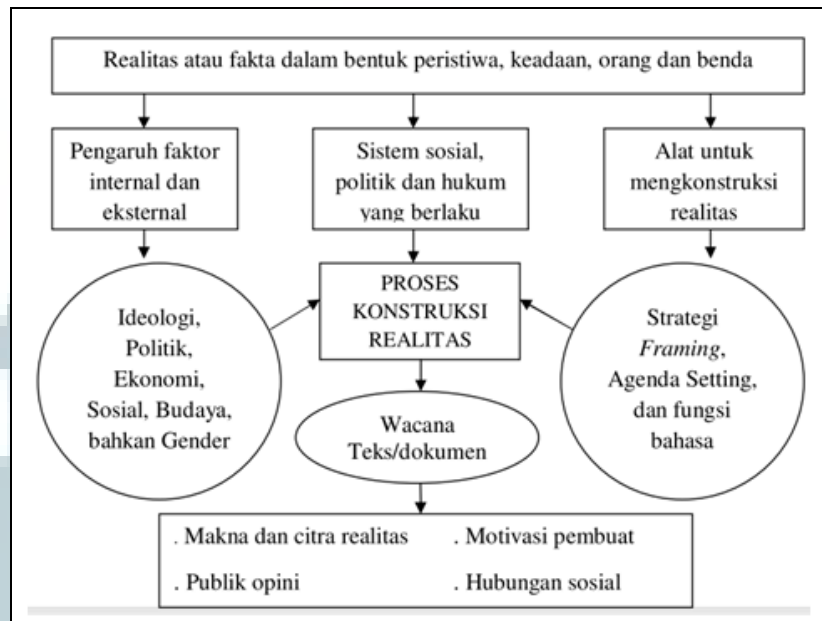 Realitas atau fakta dalam bentuk peristiwa, keadaan, orang dan benda
Pengaruh faktor
internal dan
eksternal
Sistem sosial,
politik dan hukum
yang berlaku
Alat untuk
mengkonstruksi
realitas
Ideologi,
Politik,
Ekonomi,
Sosial, Budaya,
bahkan Gender
PROSES
KONSTRUKSI
REALITAS
Strategi
Framing,
Agenda Setting,
dan fungsi
bahasa
Wacana
Teks/dokumen
. Makna dan citra realitas
. Motivasi pembuat
. Publik opini
. Hubungan sosial